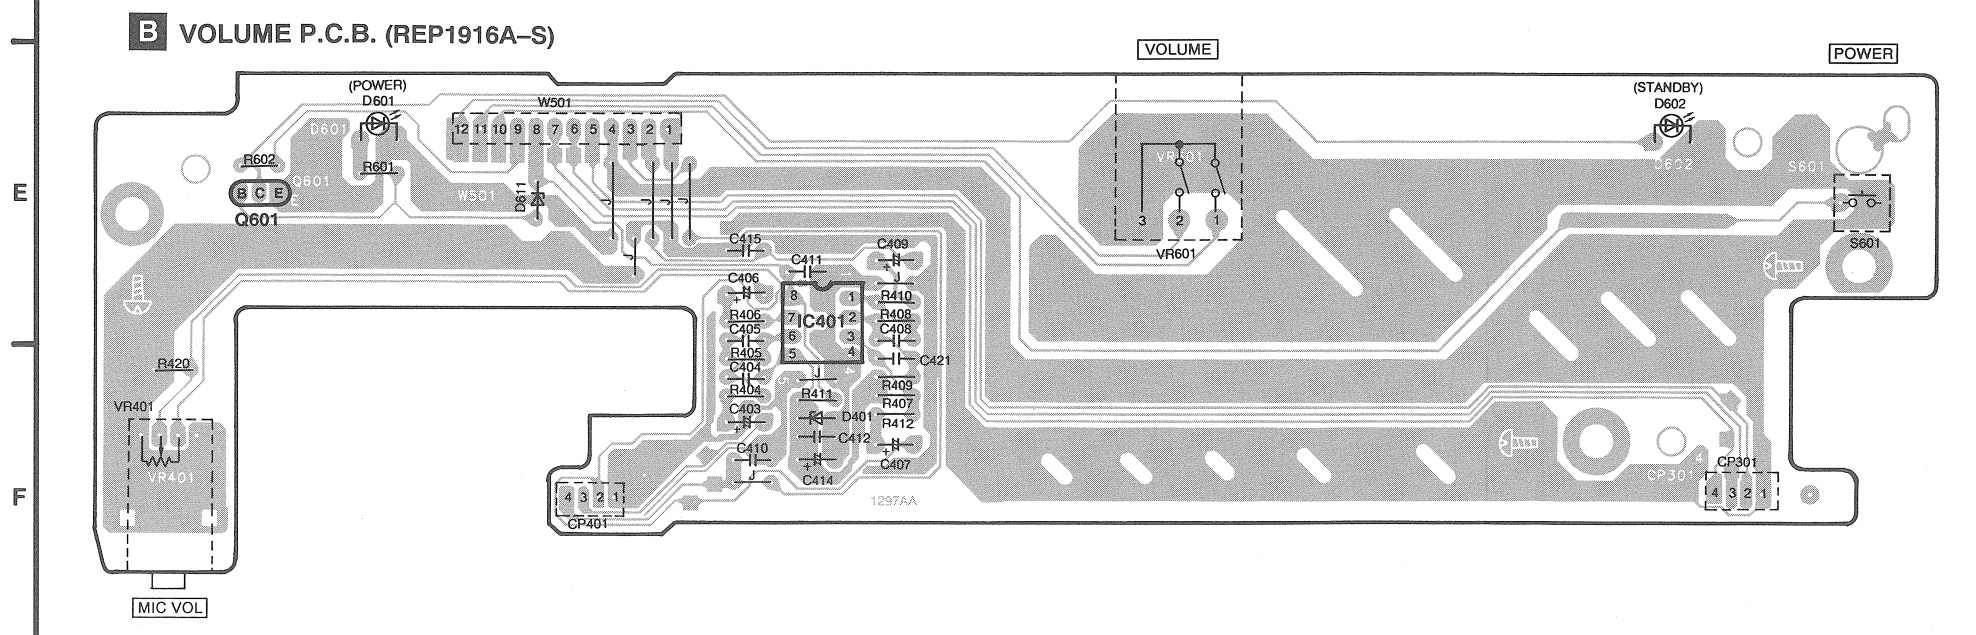 B VOLUME P.C.B. (REP1916A–S)
VOLUME
POWER
(POWER)
D601
W501
(STANDBY)
D602
D601
12 11 10 9 8 7 6 5 4 3 2 1
R602
R601
VR601
D602
S601
E
B C E
Q601
Q601
E
W501
D611
J
J
J
J
J
3 2 1
VR601
S601
C415
C409
C411
J
C406
8 1
R410
R406
7 IC401 2
R408
C405
6 3
C408
R405
5 4
C421
R420
C404
J
R409
R404
R411
R407
VR401
C403
D401
R412
C412
C410
C407
J
C414
VR401
4
CP301
CP301
F
4 3 2 1
CP401
1297AA
4 3 2 1
MIC VOL